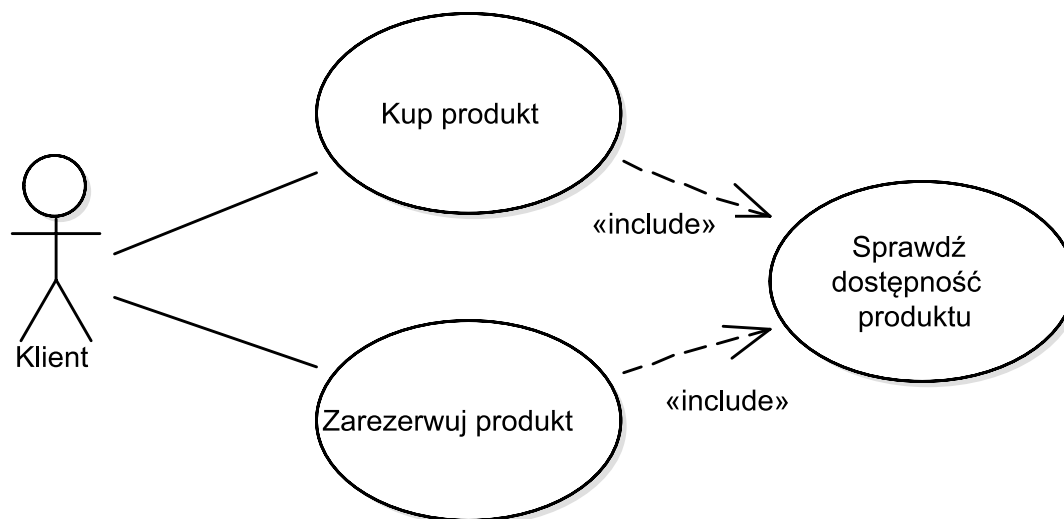 Kup produkt
«include»
Sprawdź
dostępność
produktu
Klient
Zarezerwuj produkt
«include»